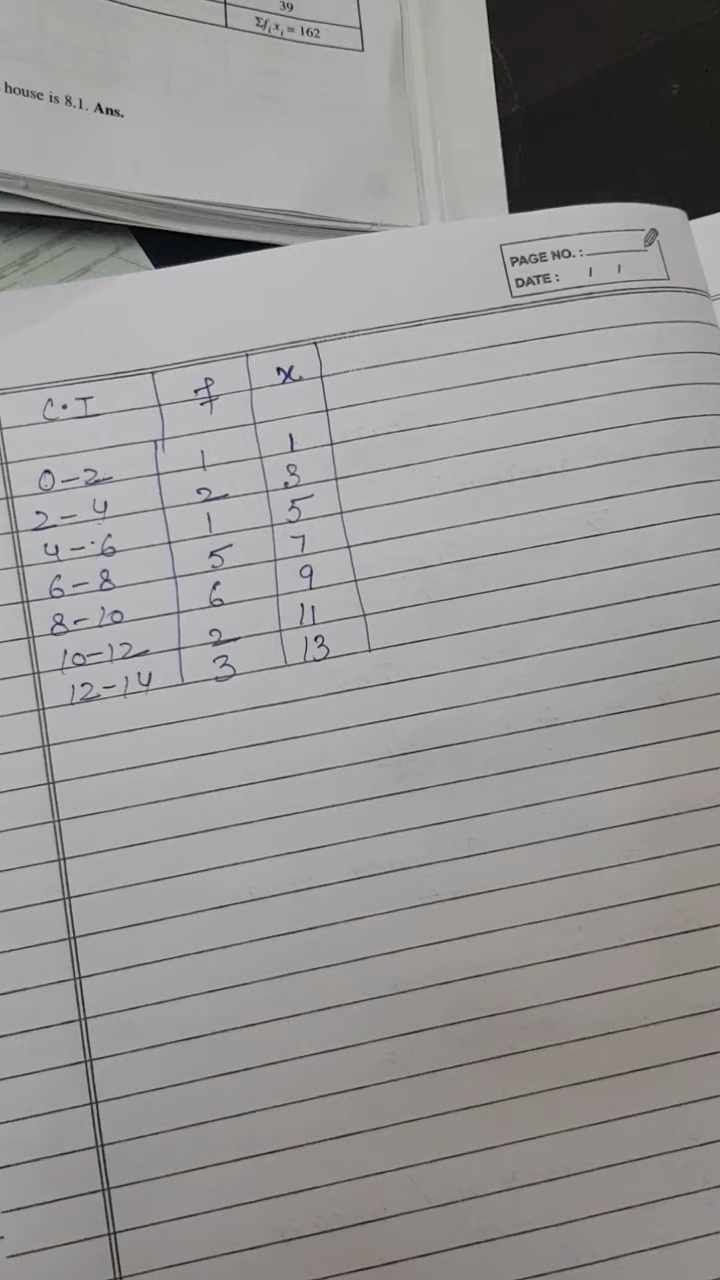 39
Σfᵢxᵢ = 162
house is 8.1. Ans.
PAGE NO. :
DATE : / /
C.I f x
0-2 1 1
2-4 2 3
4-6 1 5
6-8 5 7
8-10 6 9
10-12 2 11
12-14 3 13